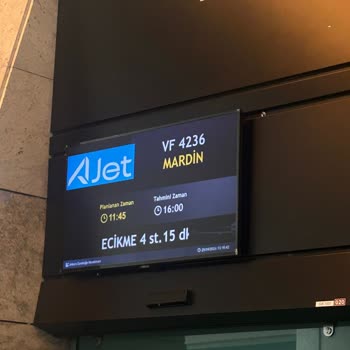 AJet
VF 4236
MARDİN
Planlanan Zaman
11:45
Tahmini Zaman
16:00
ECİKME 4 st.15 dk